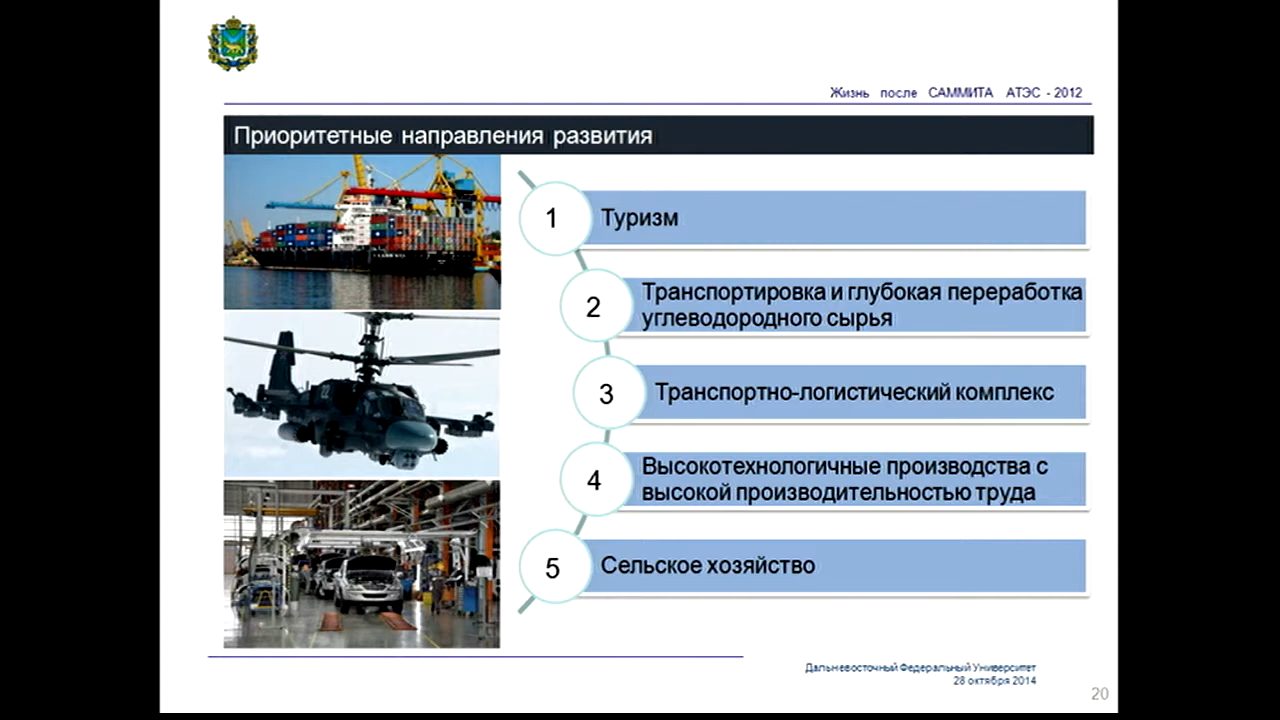 Жизнь после САММИТА АТЭС - 2012
Приоритетные направления развития
1
Туризм
2
Транспортировка и глубокая переработка
углеводородного сырья
3
Транспортно-логистический комплекс
4
Высокотехнологичные производства с
высокой производительностью труда
5
Сельское хозяйство
Дальневосточный Федеральный Университет
28 октября 2014
20